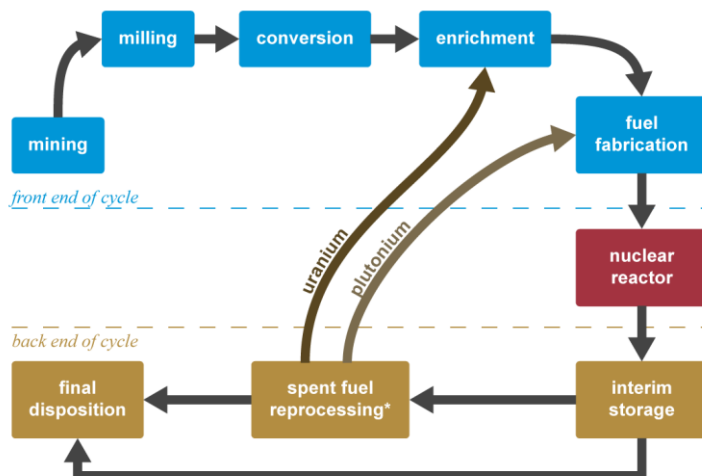 milling
conversion
enrichment
mining
fuel
fabrication
front end of cycle
uranium
plutonium
nuclear
reactor
back end of cycle
final
disposition
spent fuel
reprocessing*
interim
storage